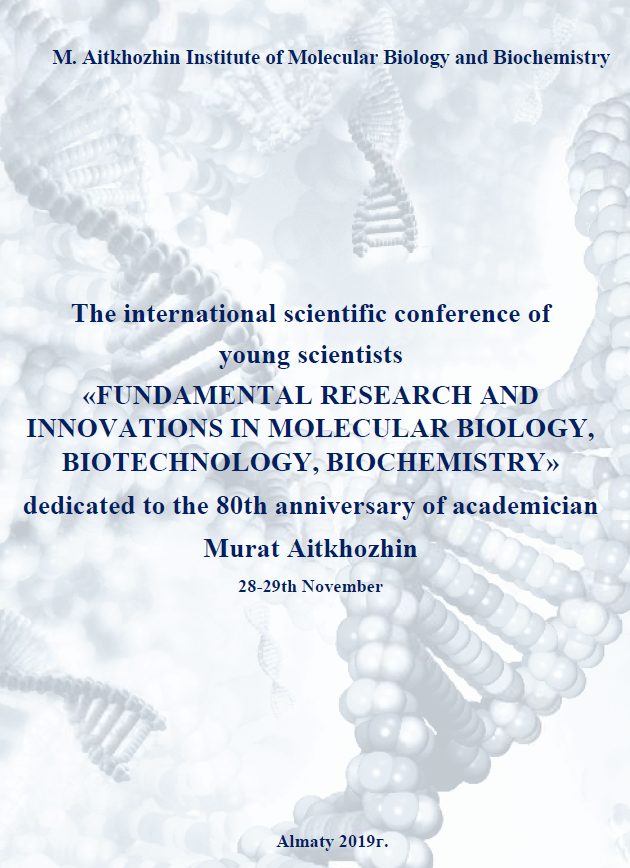 M. Aitkhozhin Institute of Molecular Biology and Biochemistry
The international scientific conference of
young scientists
«FUNDAMENTAL RESEARCH AND
INNOVATIONS IN MOLECULAR BIOLOGY,
BIOTECHNOLOGY, BIOCHEMISTRY»
dedicated to the 80th anniversary of academician
Murat Aitkhozhin
28-29th November
Almaty 2019г.